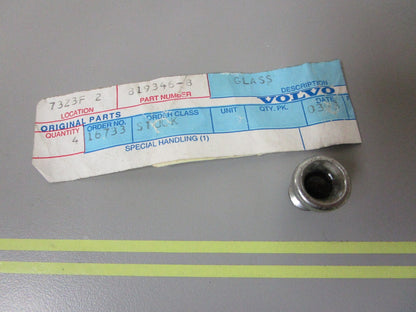 7323F 2 819346-8 GLASS
LOCATION PART NUMBER DESCRIPTION
ORIGINAL PARTS VOLVO
QUANTITY ORDER NO. ORDER CLASS UNIT QTY. PK. DATE
4 16733 STOCK
SPECIAL HANDLING (1)